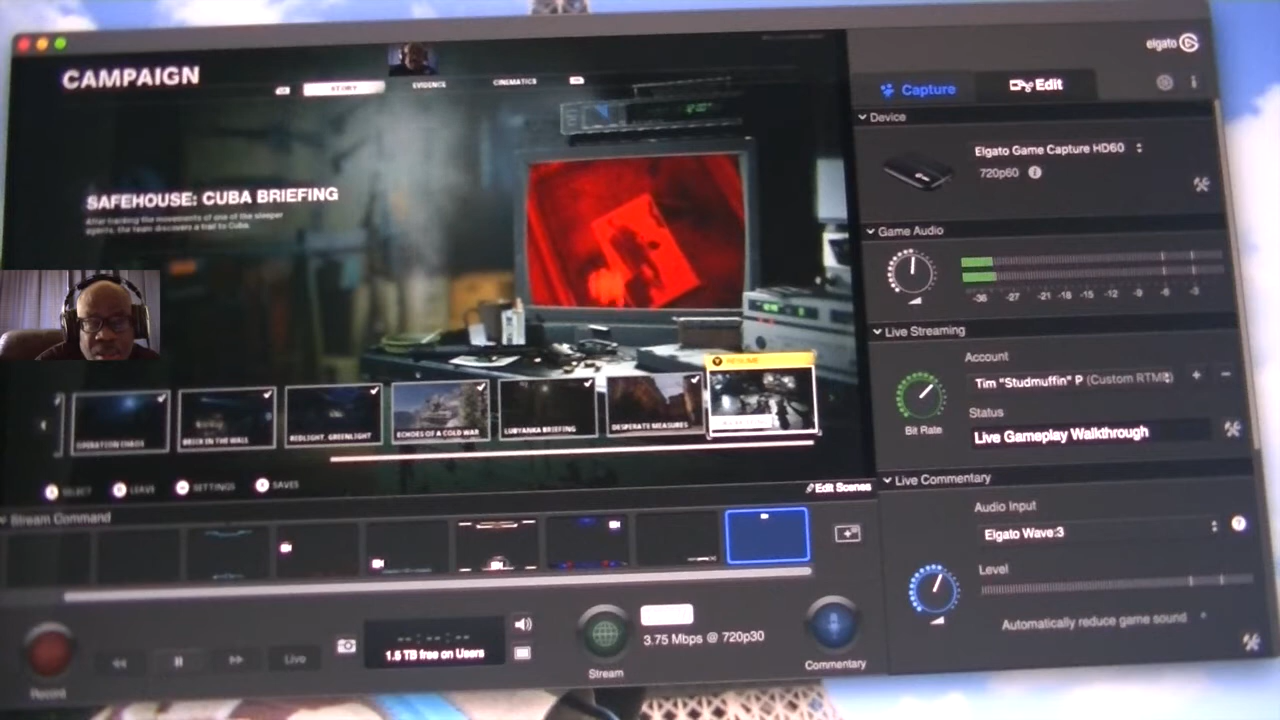 CAMPAIGN
STORY
EVIDENCE
CINEMATICS
SAFEHOUSE: CUBA BRIEFING
After tracking the movements of one of the sleeper
agents, the team discovers a trail to Cuba.
RESUME
OPERATION CHAOS
BRICK IN THE WALL
REDLIGHT, GREENLIGHT
ECHOES OF A COLD WAR
LUBYANKA BRIEFING
DESPERATE MEASURES
SELECT
LEAVE
SETTINGS
SAVES
Edit Scenes
Stream Command
Record
Live
--:--:--
1.5 TB free on Users
Stream
3.75 Mbps @ 720p30
Commentary
elgato
Capture
Edit
Device
Elgato Game Capture HD60
720p60
Game Audio
-36 -27 -21 -18 -15 -12 -9 -6 -3
Live Streaming
Account
Tim "Studmuffin" P (Custom RTMP)
Bit Rate
Status
Live Gameplay Walkthrough
Live Commentary
Audio Input
Elgato Wave:3
Level
Automatically reduce game sound